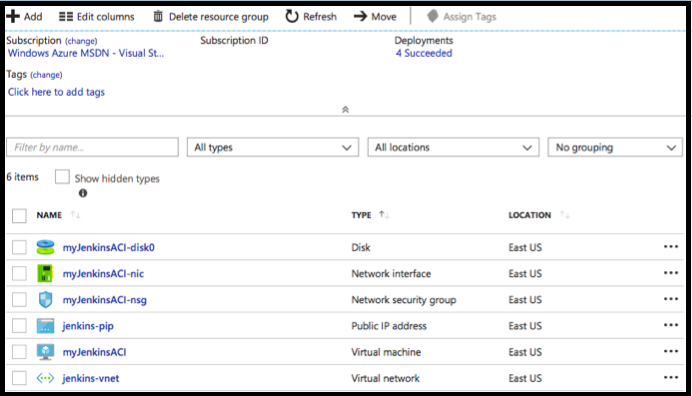 Add Edit columns Delete resource group Refresh Move Assign Tags
Subscription (change) Subscription ID Deployments
Windows Azure MSDN - Visual St... 4 Succeeded
Tags (change)
Click here to add tags
Filter by name... All types All locations No grouping
6 items Show hidden types
NAME TYPE LOCATION
myJenkinsACI-disk0 Disk East US
myJenkinsACI-nic Network interface East US
myJenkinsACI-nsg Network security group East US
jenkins-pip Public IP address East US
myJenkinsACI Virtual machine East US
jenkins-vnet Virtual network East US